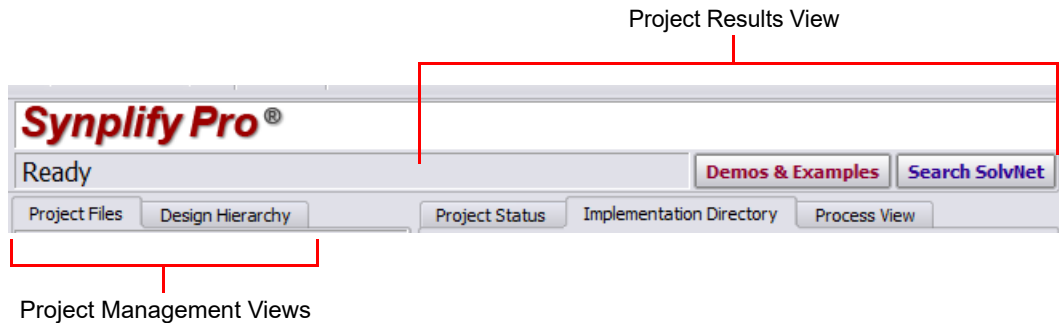 Project Results View
Synplify Pro®
Ready
Demos & Examples
Search SolvNet
Project Files
Design Hierarchy
Project Status
Implementation Directory
Process View
Project Management Views